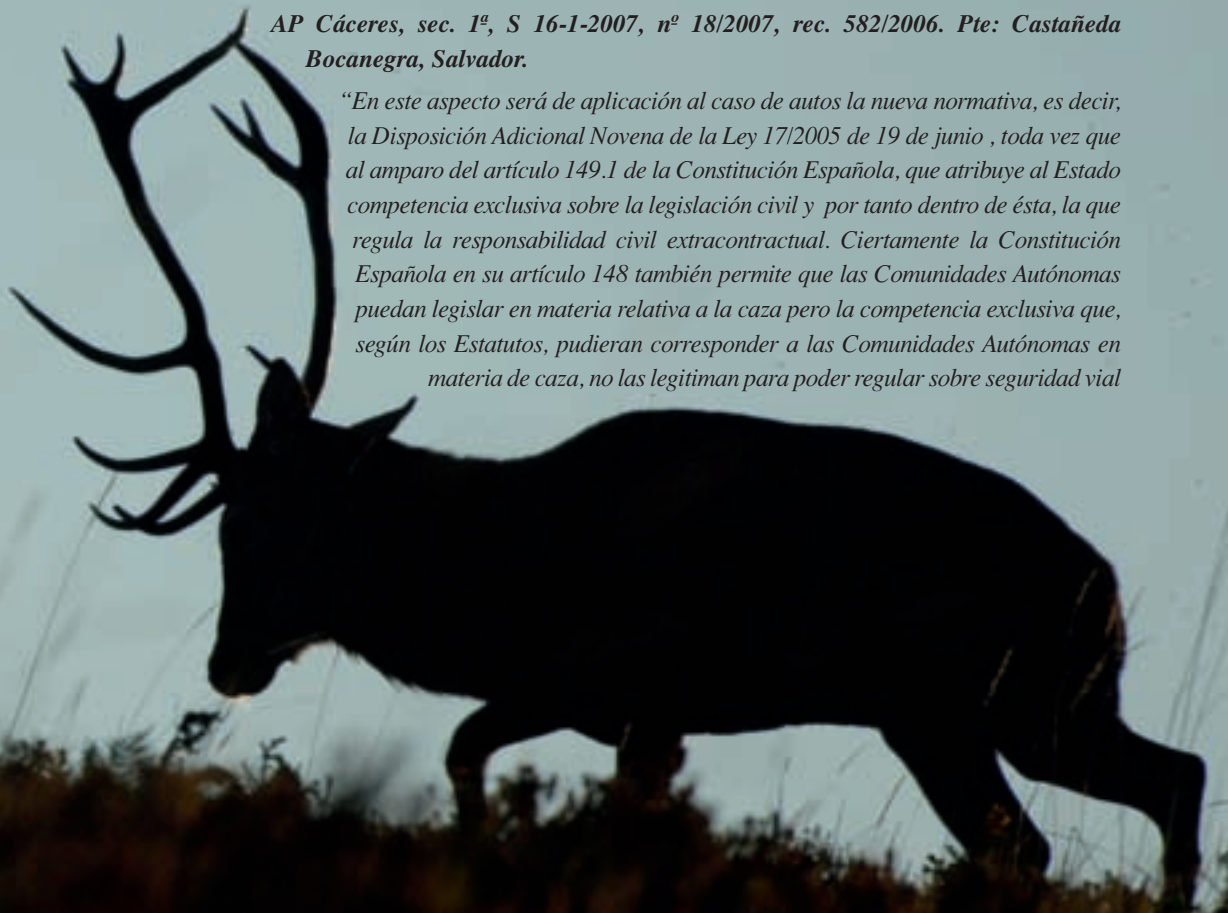 AP Cáceres, sec. 1ª, S 16-1-2007, nº 18/2007, rec. 582/2006. Pte: Castañeda
Bocanegra, Salvador.
“En este aspecto será de aplicación al caso de autos la nueva normativa, es decir,
la Disposición Adicional Novena de la Ley 17/2005 de 19 de junio , toda vez que
al amparo del artículo 149.1 de la Constitución Española, que atribuye al Estado
competencia exclusiva sobre la legislación civil y por tanto dentro de ésta, la que
regula la responsabilidad civil extracontractual. Ciertamente la Constitución
Española en su artículo 148 también permite que las Comunidades Autónomas
puedan legislar en materia relativa a la caza pero la competencia exclusiva que,
según los Estatutos, pudieran corresponder a las Comunidades Autónomas en
materia de caza, no las legitiman para poder regular sobre seguridad vial